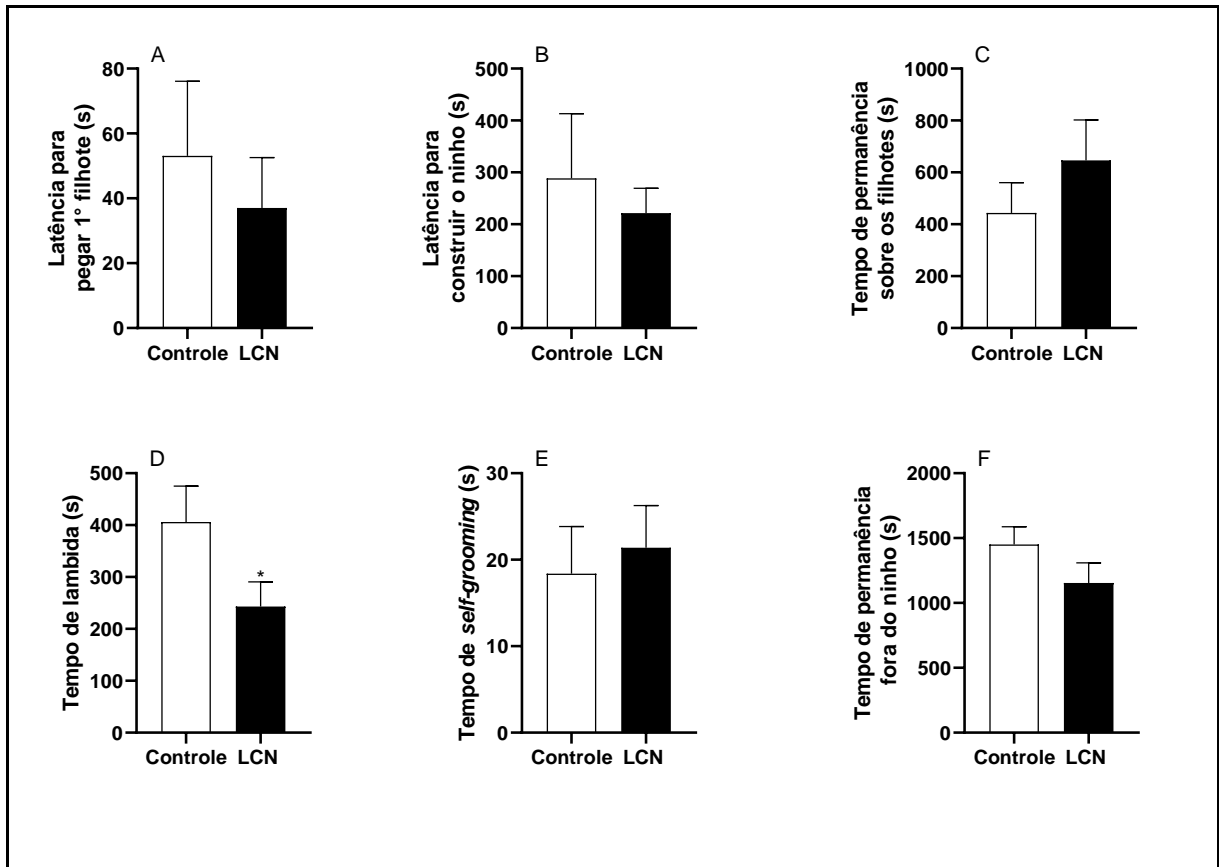 A
Latência para
pegar 1° filhote (s)
80
60
40
20
0
Controle LCN
B
Latência para
construir o ninho (s)
500
400
300
200
100
0
Controle LCN
C
Tempo de permanência
sobre os filhotes (s)
1000
800
600
400
200
0
Controle LCN
D
Tempo de lambida (s)
500
400
300
200
100
0
*
Controle LCN
E
Tempo de self-grooming (s)
30
20
10
0
Controle LCN
F
Tempo de permanência
fora do ninho (s)
2000
1500
1000
500
0
Controle LCN